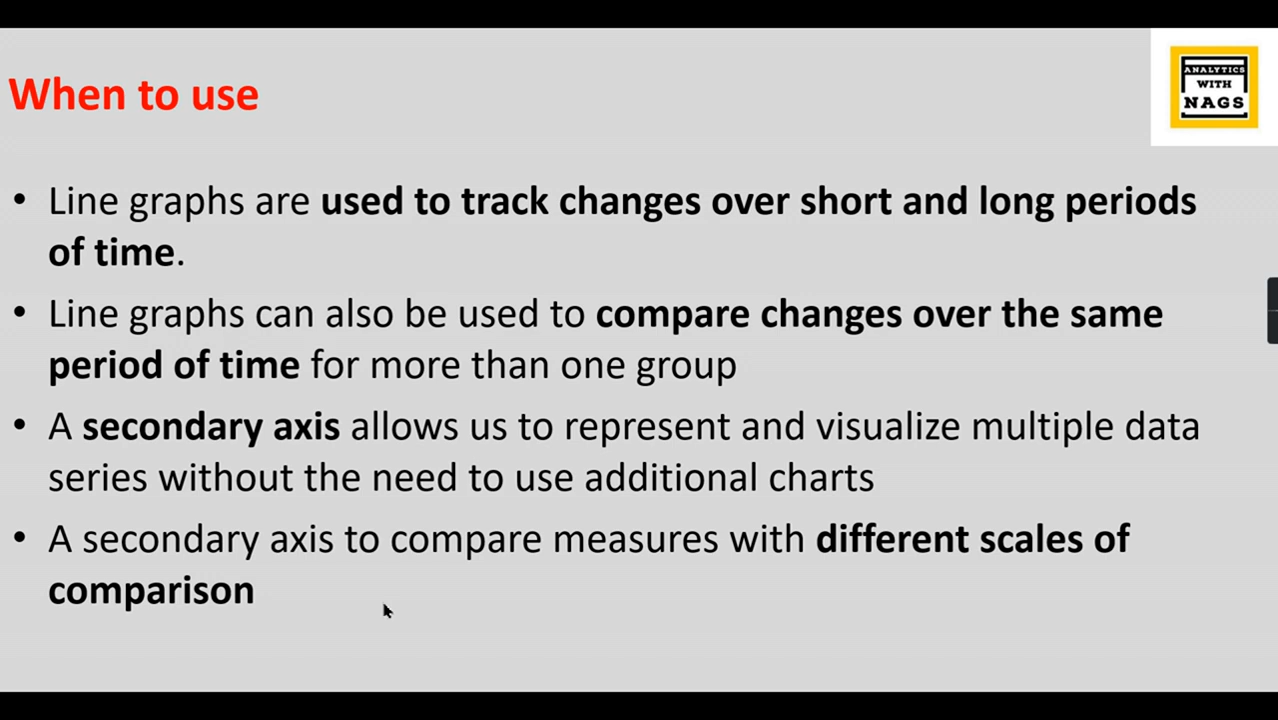 When to use
ANALYTICS
WITH
NAGS
• Line graphs are used to track changes over short and long periods
of time.
• Line graphs can also be used to compare changes over the same
period of time for more than one group
• A secondary axis allows us to represent and visualize multiple data
series without the need to use additional charts
• A secondary axis to compare measures with different scales of
comparison